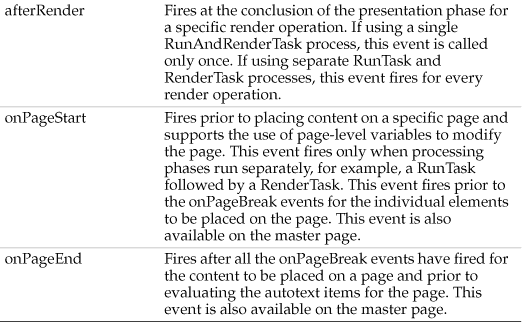 afterRender Fires at the conclusion of the presentation phase for
a specific render operation. If using a single
RunAndRenderTask process, this event is called
only once. If using separate RunTask and
RenderTask processes, this event fires for every
render operation.
onPageStart Fires prior to placing content on a specific page and
supports the use of page-level variables to modify
the page. This event fires only when processing
phases run separately, for example, a RunTask
followed by a RenderTask. This event fires prior to
the onPageBreak events for the individual elements
to be placed on the page. This event is also
available on the master page.
onPageEnd Fires after all the onPageBreak events have fired for
the content to be placed on a page and prior to
evaluating the autotext items for the page. This
event is also available on the master page.